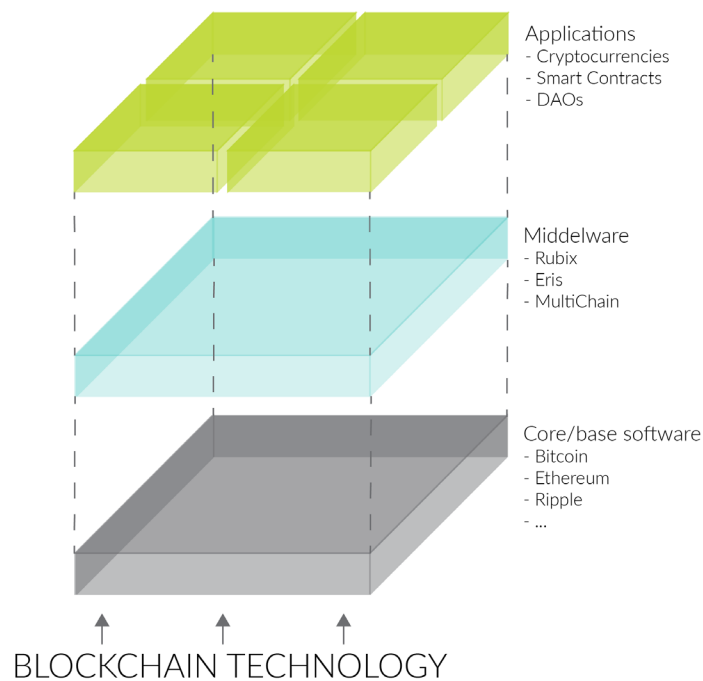 Applications
- Cryptocurrencies
- Smart Contracts
- DAOs
Middelware
- Rubix
- Eris
- MultiChain
Core/base software
- Bitcoin
- Ethereum
- Ripple
- ...
BLOCKCHAIN TECHNOLOGY